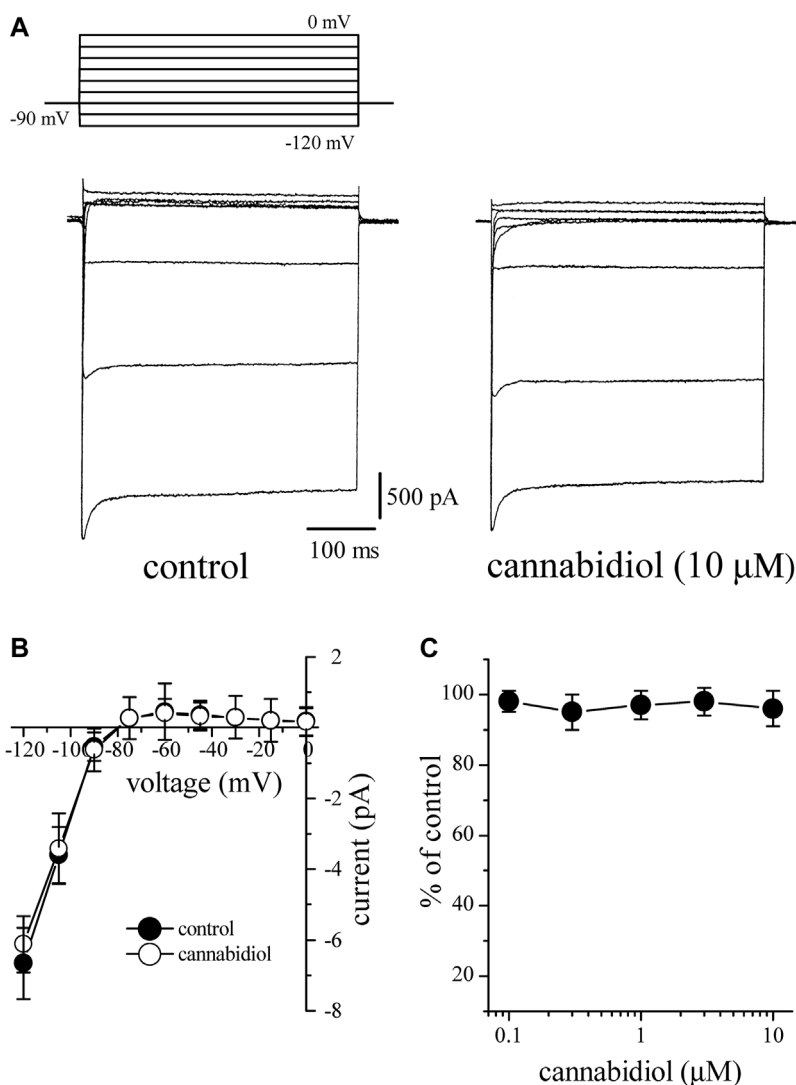 A
0 mV
-90 mV
-120 mV
500 pA
100 ms
control
cannabidiol (10 μM)
B
2
-120 -100 -80 -60 -40 -20 0
voltage (mV)
-2
-4
-6
-8
current (pA)
control
cannabidiol
C
100
80
60
40
20
% of control
0.1 1 10
cannabidiol (μM)